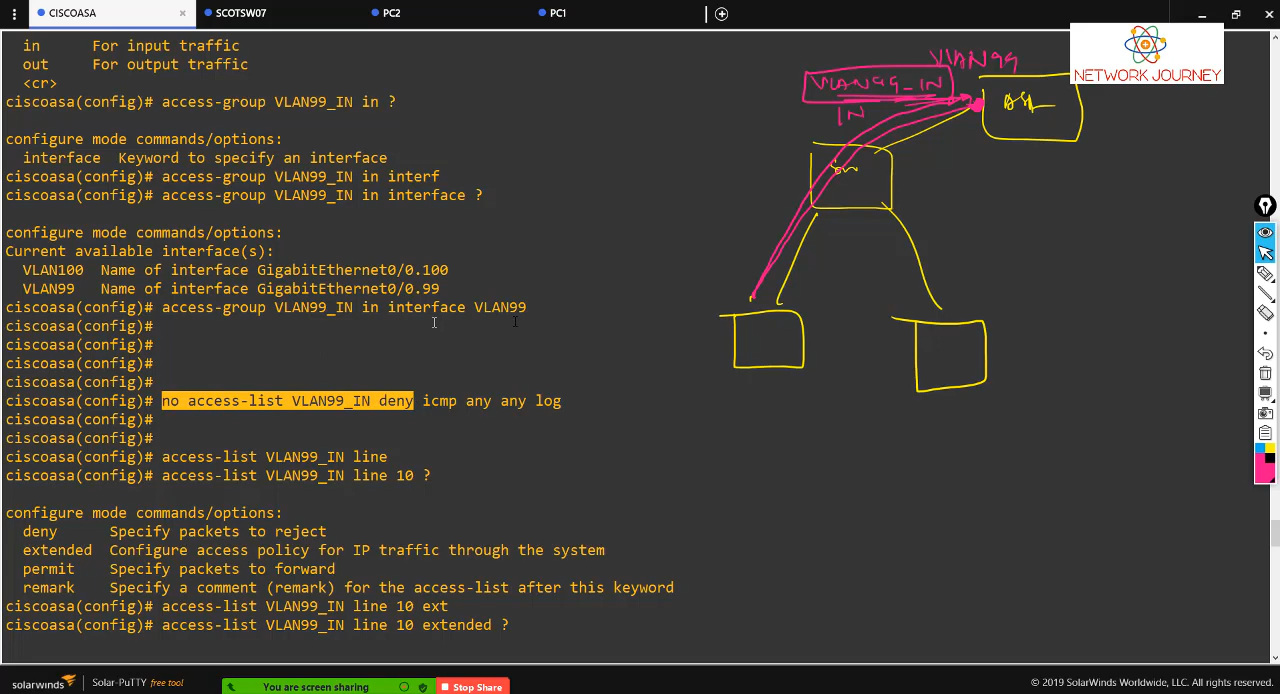 CISCOASA
SCOTSW07
PC2
PC1
in For input traffic
out For output traffic
<cr>
ciscoasa(config)# access-group VLAN99_IN in ?
configure mode commands/options:
interface Keyword to specify an interface
ciscoasa(config)# access-group VLAN99_IN in interf
ciscoasa(config)# access-group VLAN99_IN in interface ?
configure mode commands/options:
Current available interface(s):
VLAN100 Name of interface GigabitEthernet0/0.100
VLAN99 Name of interface GigabitEthernet0/0.99
ciscoasa(config)# access-group VLAN99_IN in interface VLAN99
ciscoasa(config)#
ciscoasa(config)#
ciscoasa(config)#
ciscoasa(config)#
ciscoasa(config)# no access-list VLAN99_IN deny icmp any any log
ciscoasa(config)#
ciscoasa(config)#
ciscoasa(config)# access-list VLAN99_IN line
ciscoasa(config)# access-list VLAN99_IN line 10 ?
configure mode commands/options:
deny Specify packets to reject
extended Configure access policy for IP traffic through the system
permit Specify packets to forward
remark Specify a comment (remark) for the access-list after this keyword
ciscoasa(config)# access-list VLAN99_IN line 10 ext
ciscoasa(config)# access-list VLAN99_IN line 10 extended ?
NETWORK JOURNEY
VLAN99
VLAN99_IN
IN
SW
solarwinds
Solar-PuTTY free tool
You are screen sharing
Stop Share
© 2019 SolarWinds Worldwide, LLC. All rights reserved.